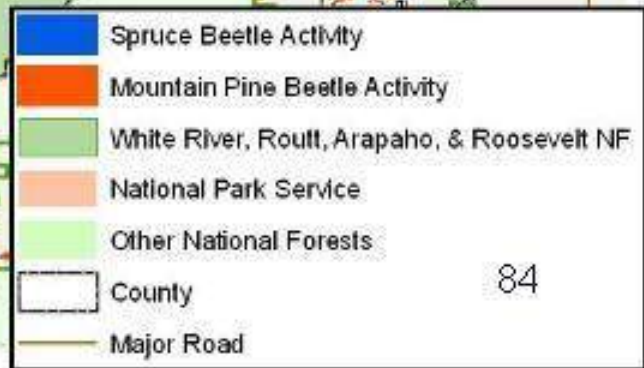 Spruce Beetle Activity
Mountain Pine Beetle Activity
White River, Routt, Arapaho, & Roosevelt NF
National Park Service
Other National Forests
County
84
Major Road